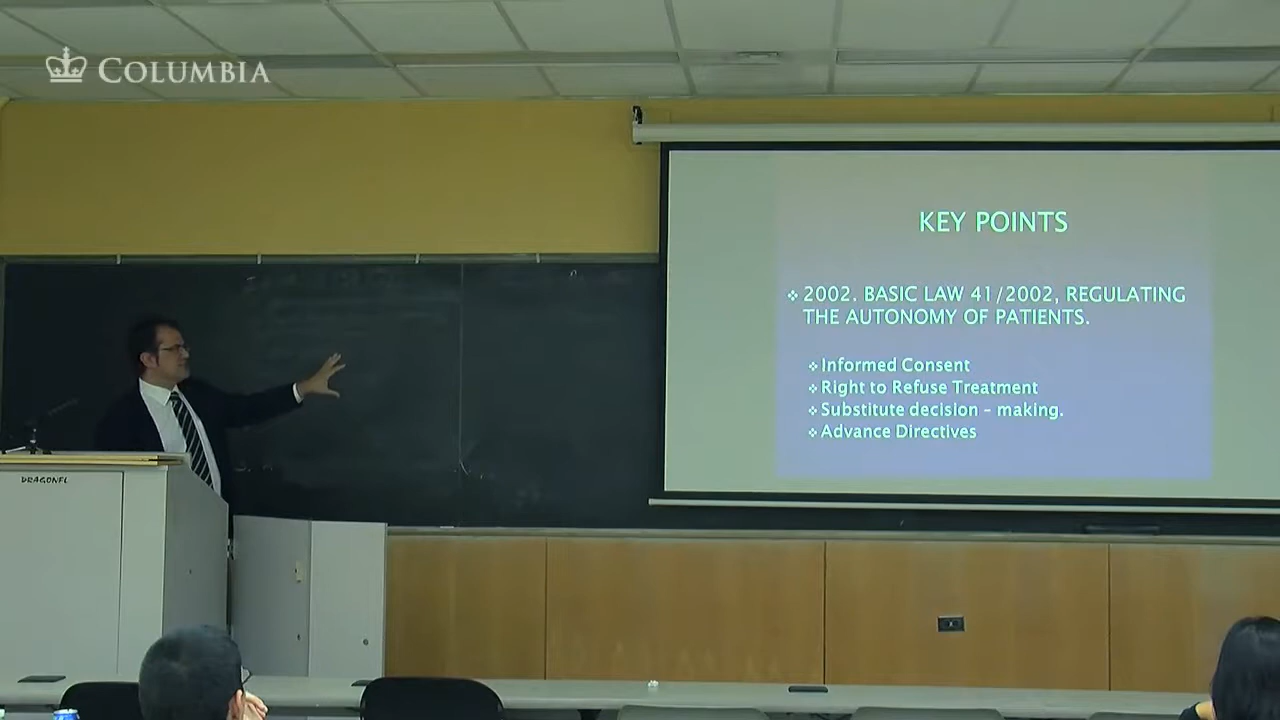 COLUMBIA
KEY POINTS
❖ 2002. BASIC LAW 41/2002, REGULATING
THE AUTONOMY OF PATIENTS.
❖ Informed Consent
❖ Right to Refuse Treatment
❖ Substitute decision - making.
❖ Advance Directives
DRAGONFL